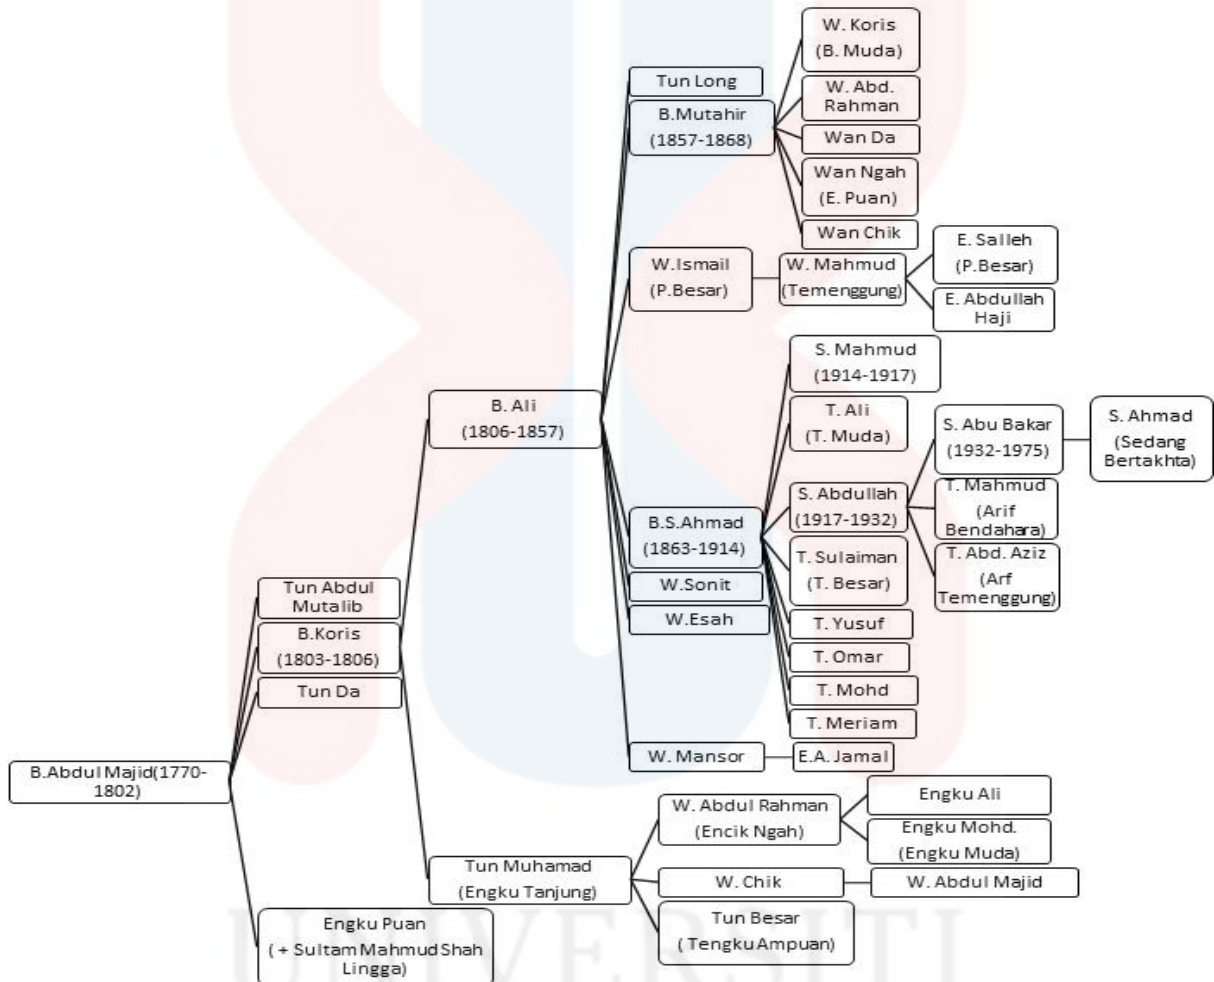 B.Abdul Majid(1770-
1802)
Tun Abdul
Mutalib
B.Koris
(1803-1806)
Tun Da
Engku Puan
( + Sultam Mahmud Shah
Lingga)
B. Ali
(1806-1857)
Tun Muhamad
(Engku Tanjung)
Tun Long
B.Mutahir
(1857-1868)
W.Ismail
(P.Besar)
B.S.Ahmad
(1863-1914)
W.Sonit
W.Esah
W. Mansor
W. Koris
(B. Muda)
W. Abd.
Rahman
Wan Da
Wan Ngah
(E. Puan)
Wan Chik
W. Mahmud
(Temenggung)
E. Salleh
(P.Besar)
E. Abdullah
Haji
S. Mahmud
(1914-1917)
T. Ali
(T. Muda)
S. Abdullah
(1917-1932)
T. Sulaiman
(T. Besar)
T. Yusuf
T. Omar
T. Mohd
T. Meriam
S. Abu Bakar
(1932-1975)
T. Mahmud
(Arif
Bendahara)
T. Abd. Aziz
(Arf
Temenggung)
S. Ahmad
(Sedang
Bertakhta)
E.A. Jamal
W. Abdul Rahman
(Encik Ngah)
W. Chik
Tun Besar
( Tengku Ampuan)
Engku Ali
Engku Mohd.
(Engku Muda)
W. Abdul Majid
UNIVERSITI